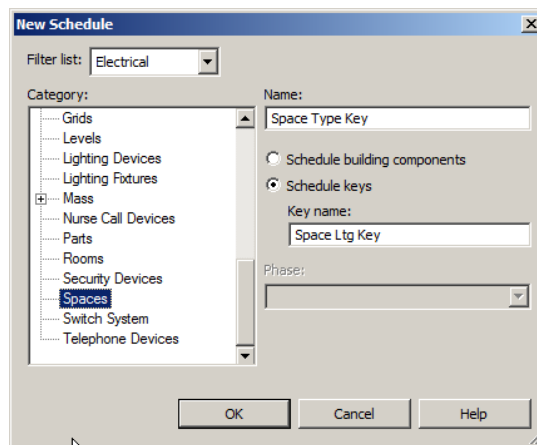 New Schedule
Filter list: Electrical
Category:
Grids
Levels
Lighting Devices
Lighting Fixtures
Mass
Nurse Call Devices
Parts
Rooms
Security Devices
Spaces
Switch System
Telephone Devices
Name:
Space Type Key
Schedule building components
Schedule keys
Key name:
Space Ltg Key
Phase:
OK Cancel Help